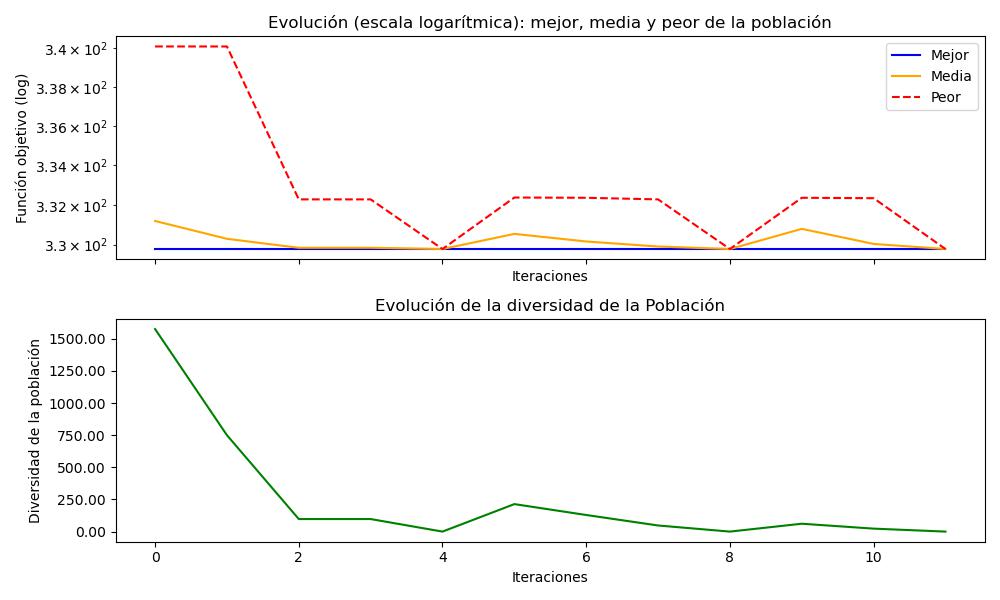 Evolución (escala logarítmica): mejor, media y peor de la población
Función objetivo (log)
3.4 × 10²
3.38 × 10²
3.36 × 10²
3.34 × 10²
3.32 × 10²
3.3 × 10²
Mejor
Media
Peor
Iteraciones
Evolución de la diversidad de la Población
Diversidad de la población
1500.00
1250.00
1000.00
750.00
500.00
250.00
0.00
0 2 4 6 8 10
Iteraciones